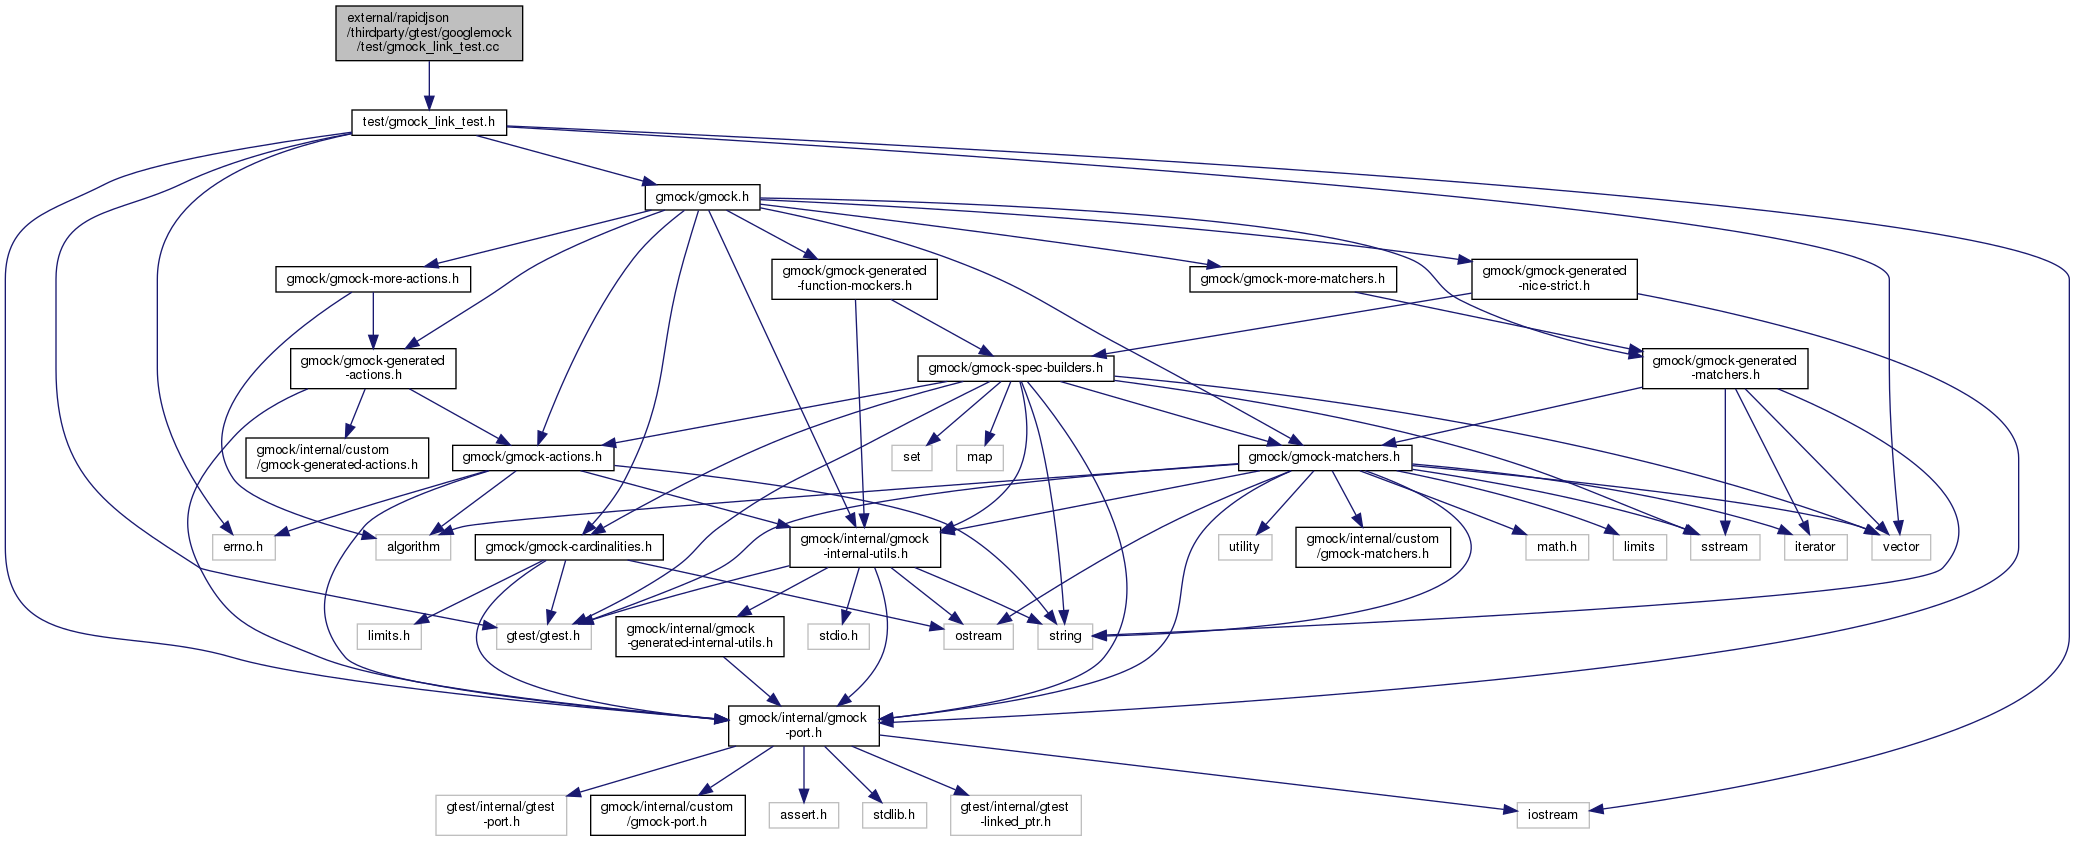 external/rapidjson
/thirdparty/gtest/googlemock
/test/gmock_link_test.cc
test/gmock_link_test.h
gmock/gmock.h
gmock/gmock-more-actions.h
gmock/gmock-generated
-function-mockers.h
gmock/gmock-more-matchers.h
gmock/gmock-generated
-nice-strict.h
gmock/gmock-generated
-actions.h
gmock/gmock-spec-builders.h
gmock/gmock-generated
-matchers.h
gmock/internal/custom
/gmock-generated-actions.h
gmock/gmock-actions.h
set
map
gmock/gmock-matchers.h
errno.h
algorithm
gmock/gmock-cardinalities.h
gmock/internal/gmock
-internal-utils.h
utility
gmock/internal/custom
/gmock-matchers.h
math.h
limits
sstream
iterator
vector
limits.h
gtest/gtest.h
gmock/internal/gmock
-generated-internal-utils.h
stdio.h
ostream
string
gmock/internal/gmock
-port.h
gtest/internal/gtest
-port.h
gmock/internal/custom
/gmock-port.h
assert.h
stdlib.h
gtest/internal/gtest
-linked_ptr.h
iostream